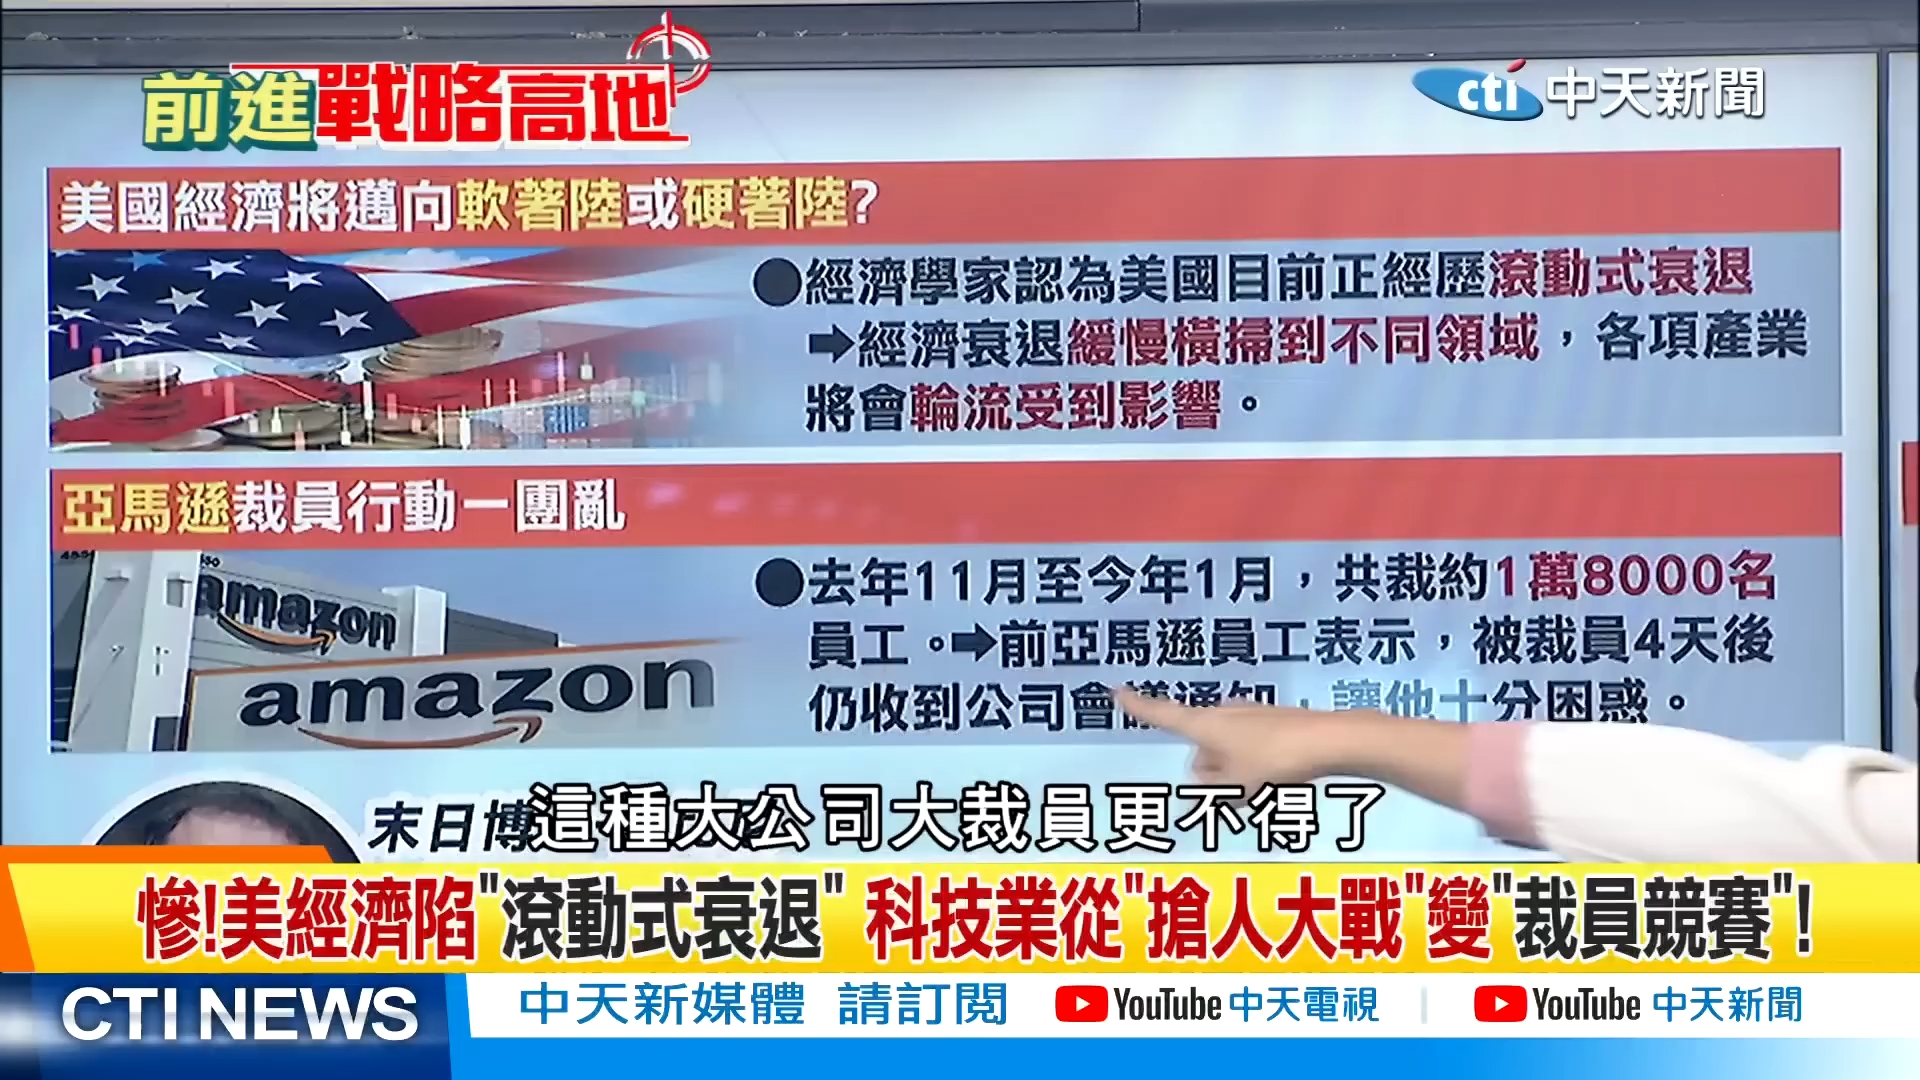 前進戰略高地
cti 中天新聞
美國經濟將邁向軟著陸或硬著陸?
●經濟學家認為美國目前正經歷滾動式衰退
➡經濟衰退緩慢橫掃到不同領域，各項產業
將會輪流受到影響。
亞馬遜裁員行動一團亂
amazon
amazon
●去年11月至今年1月，共裁約1萬8000名
員工。➡前亞馬遜員工表示，被裁員4天後
仍收到公司會議通知，讓他十分困惑。
末日博
這種大公司大裁員更不得了
慘!美經濟陷"滾動式衰退" 科技業從"搶人大戰"變"裁員競賽"!
CTI NEWS
中天新媒體 請訂閱 YouTube 中天電視 | YouTube 中天新聞